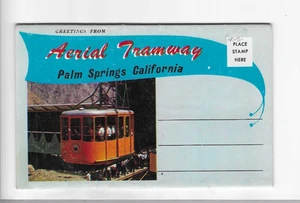 GREETINGS FROM
Aerial Tramway
Palm Springs California
PLACE
STAMP
HERE